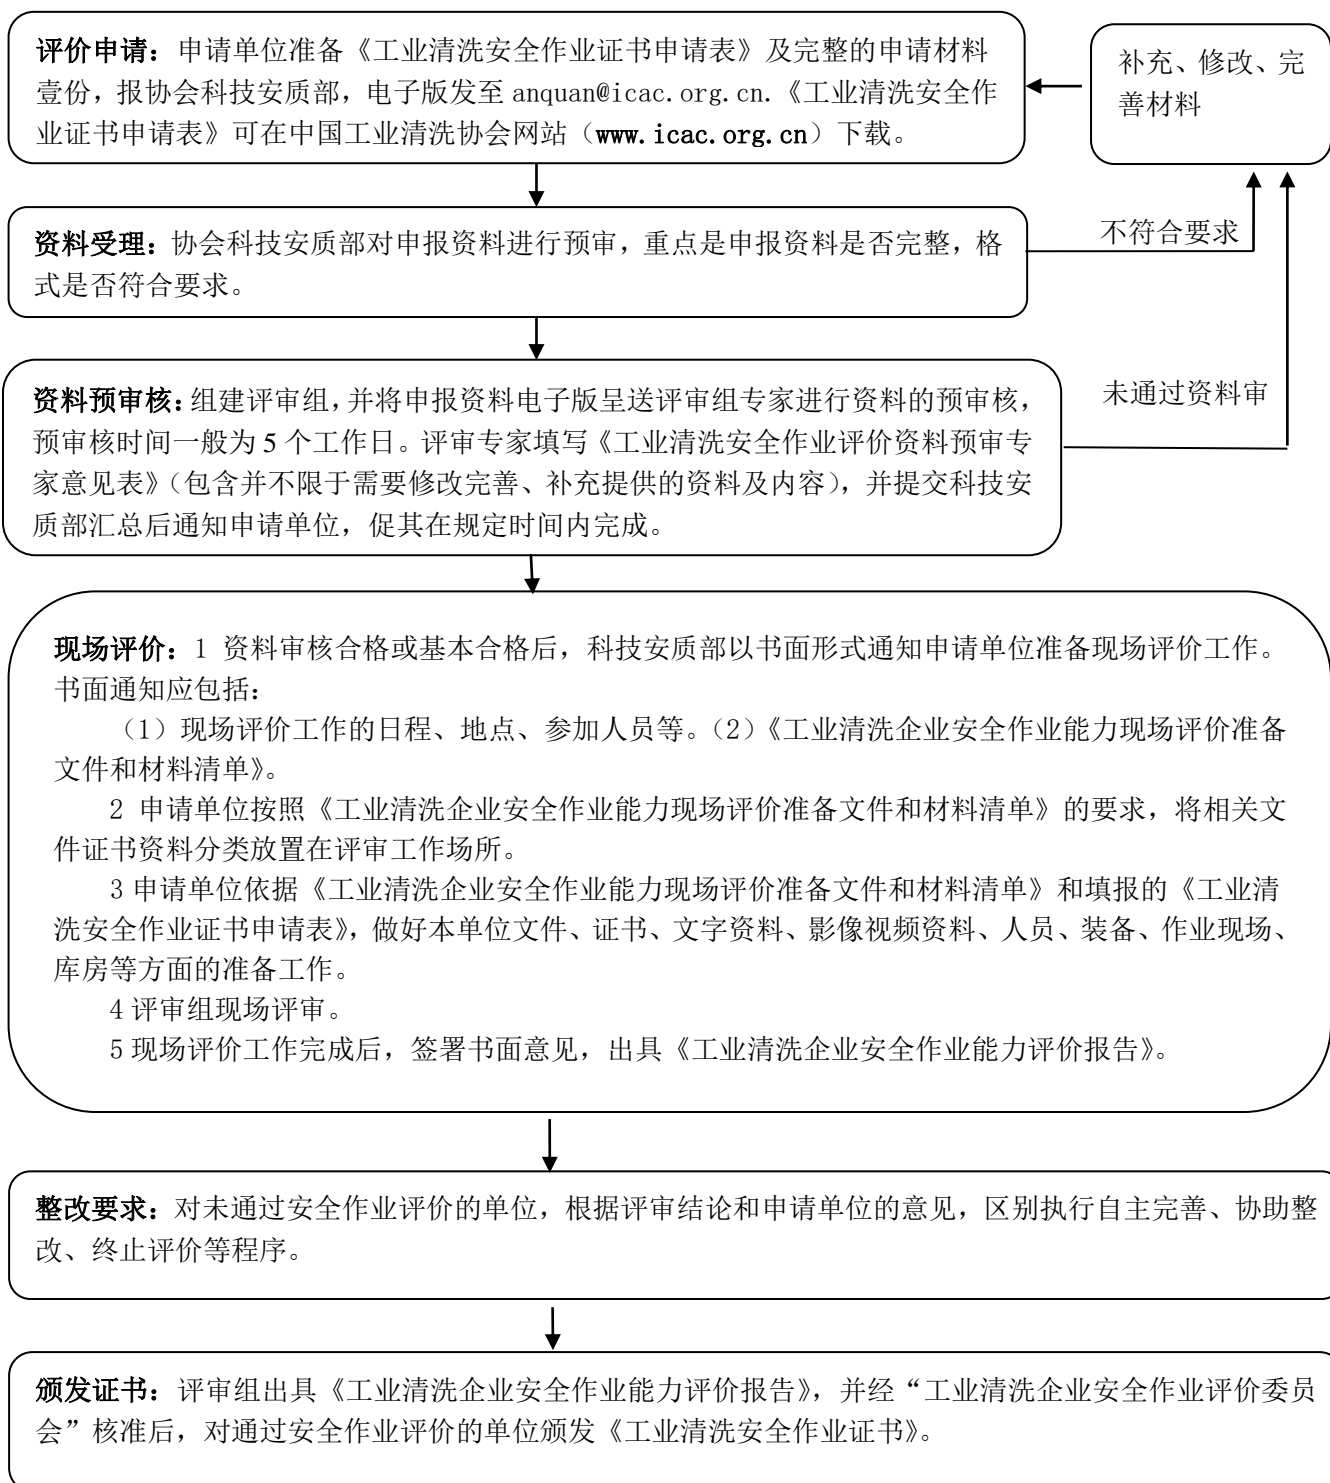 评价申请：申请单位准备《工业清洗安全作业证书申请表》及完整的申请材料
壹份，报协会科技安质部，电子版发至 anquan@icac.org.cn.《工业清洗安全作
业证书申请表》可在中国工业清洗协会网站（www.icac.org.cn）下载。
补充、修改、完
善材料
资料受理：协会科技安质部对申报资料进行预审，重点是申报资料是否完整，格
式是否符合要求。
不符合要求
资料预审核：组建评审组，并将申报资料电子版呈送评审组专家进行资料的预审核，
预审核时间一般为 5 个工作日。评审专家填写《工业清洗安全作业评价资料预审专
家意见表》（包含并不限于需要修改完善、补充提供的资料及内容），并提交科技安
质部汇总后通知申请单位，促其在规定时间内完成。
未通过资料审
现场评价：1 资料审核合格或基本合格后，科技安质部以书面形式通知申请单位准备现场评价工作。
书面通知应包括：
（1）现场评价工作的日程、地点、参加人员等。（2）《工业清洗企业安全作业能力现场评价准备
文件和材料清单》。
2 申请单位按照《工业清洗企业安全作业能力现场评价准备文件和材料清单》的要求，将相关文
件证书资料分类放置在评审工作场所。
3 申请单位依据《工业清洗企业安全作业能力现场评价准备文件和材料清单》和填报的《工业清
洗安全作业证书申请表》，做好本单位文件、证书、文字资料、影像视频资料、人员、装备、作业现场、
库房等方面的准备工作。
4 评审组现场评审。
5 现场评价工作完成后，签署书面意见，出具《工业清洗企业安全作业能力评价报告》。
整改要求：对未通过安全作业评价的单位，根据评审结论和申请单位的意见，区别执行自主完善、协助整
改、终止评价等程序。
颁发证书：评审组出具《工业清洗企业安全作业能力评价报告》，并经“工业清洗企业安全作业评价委员
会”核准后，对通过安全作业评价的单位颁发《工业清洗安全作业证书》。